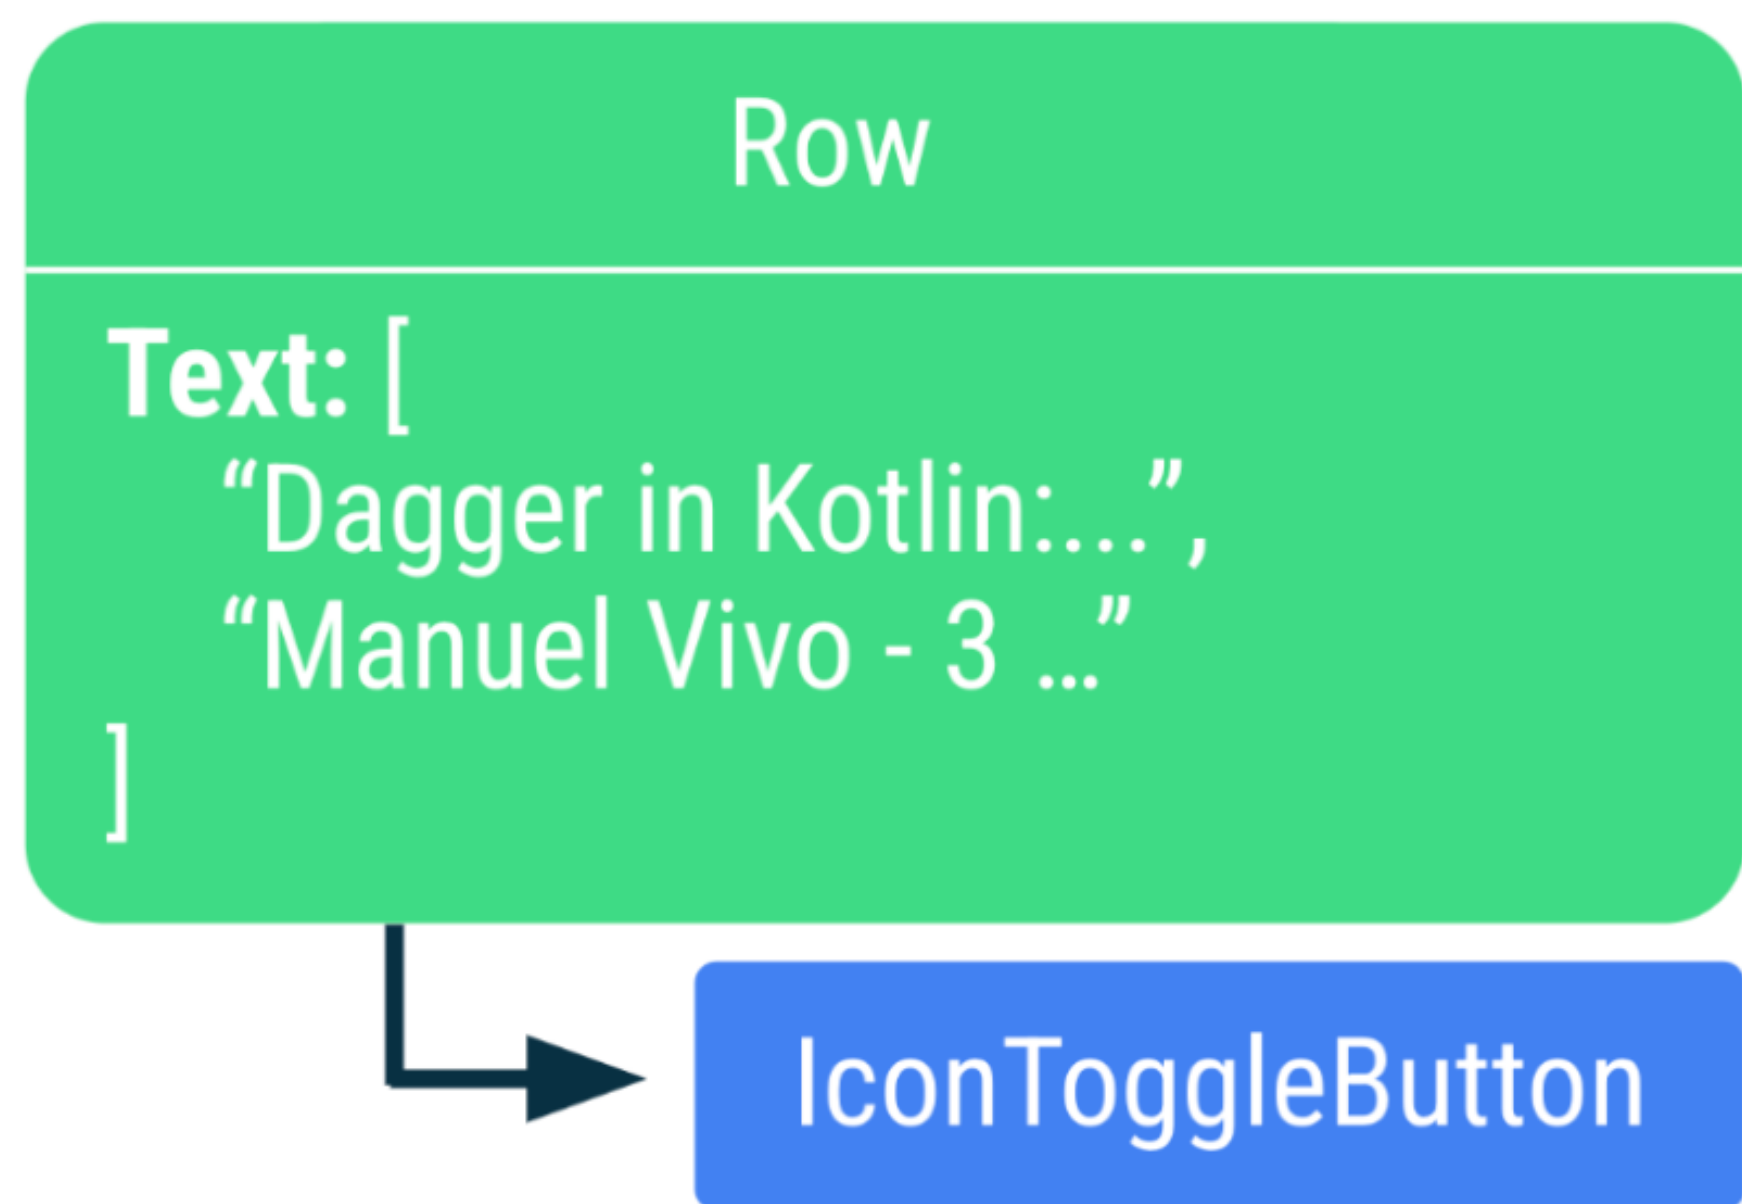 Row
Text: [
“Dagger in Kotlin:...”,
“Manuel Vivo - 3 …”
]
IconToggleButton